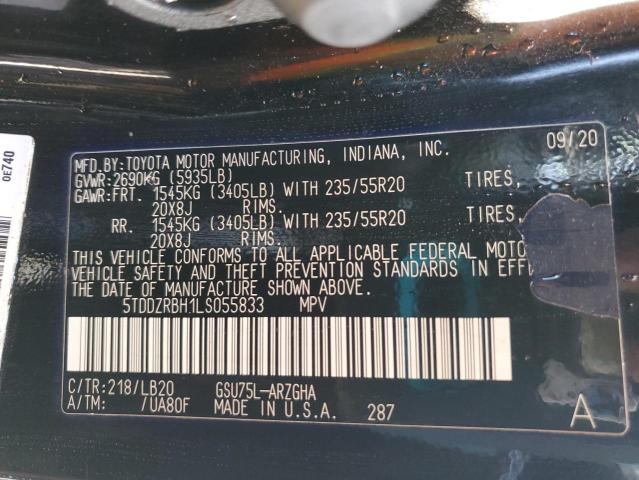 0E740
MFD.BY:TOYOTA MOTOR MANUFACTURING, INDIANA, INC. 09/20
GVWR:2690KG (5935LB)
GAWR:FRT. 1545KG (3405LB) WITH 235/55R20 TIRES,
20X8J RIMS.
RR. 1545KG (3405LB) WITH 235/55R20 TIRES,
20X8J RIMS.
THIS VEHICLE CONFORMS TO ALL APPLICABLE FEDERAL MOTO
VEHICLE SAFETY AND THEFT PREVENTION STANDARDS IN EFF
THE DATE OF MANUFACTURE SHOWN ABOVE.
5TDDZRBH1LS055833 MPV
C/TR:218/LB20 GSU75L-ARZGHA
A/TM: /UA80F MADE IN U.S.A. 287 A